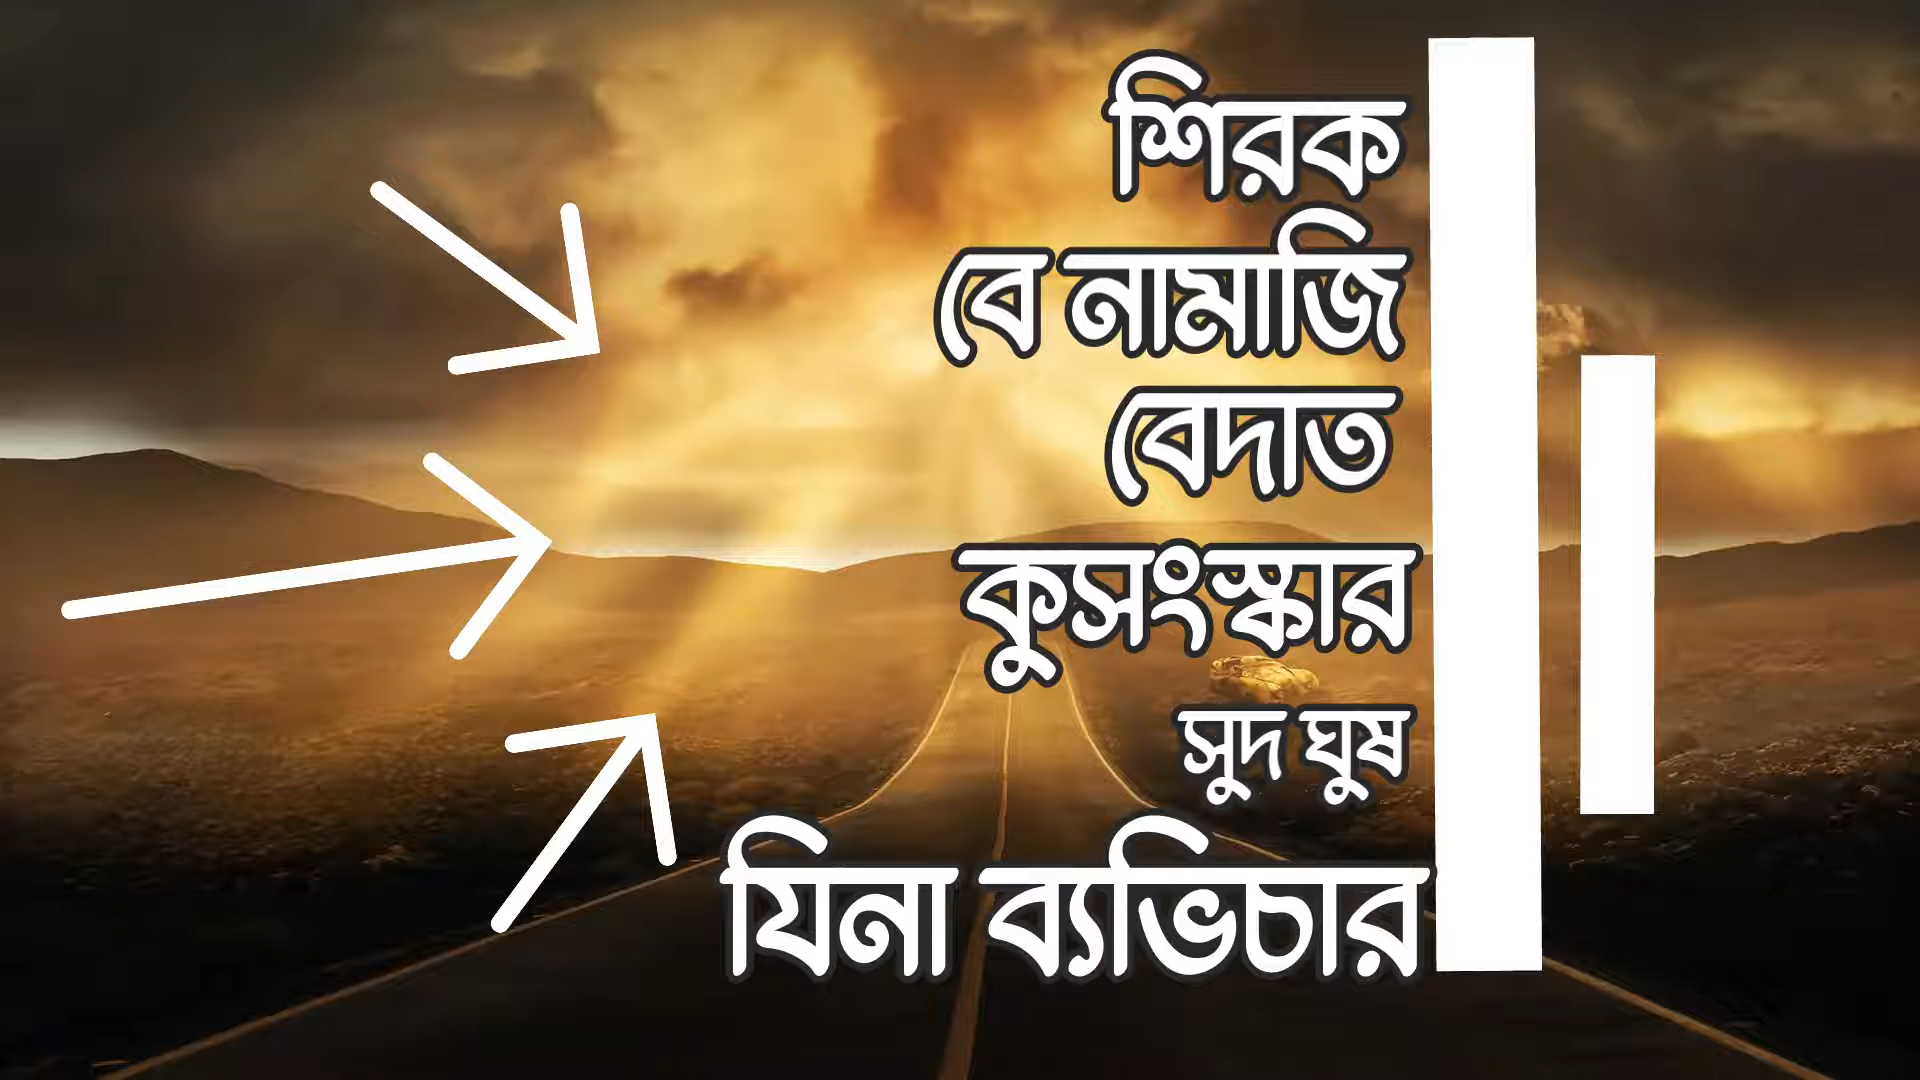 শিরক
বে নামাজি
বেদাত
কুসংস্কার
সুদ ঘুষ
যিনা ব্যভিচার